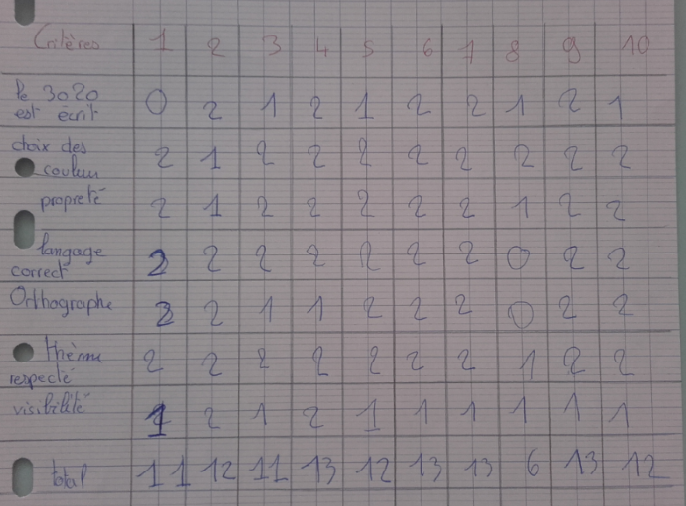 Critères 1 2 3 4 5 6 7 8 9 10
le 3020
est écrit 0 2 1 2 1 2 2 1 2 1
choix des
couleur 2 1 2 2 2 2 2 2 2 2
propreté 2 1 2 2 2 2 2 1 2 2
langage
correct 2 2 2 2 2 2 2 0 2 2
Orthographe 2 2 1 1 2 2 2 0 2 2
thème
respecté 2 2 2 2 2 2 2 1 2 2
visibilité 1 2 1 2 1 1 1 1 1 1
total 11 12 11 13 12 13 13 6 13 12